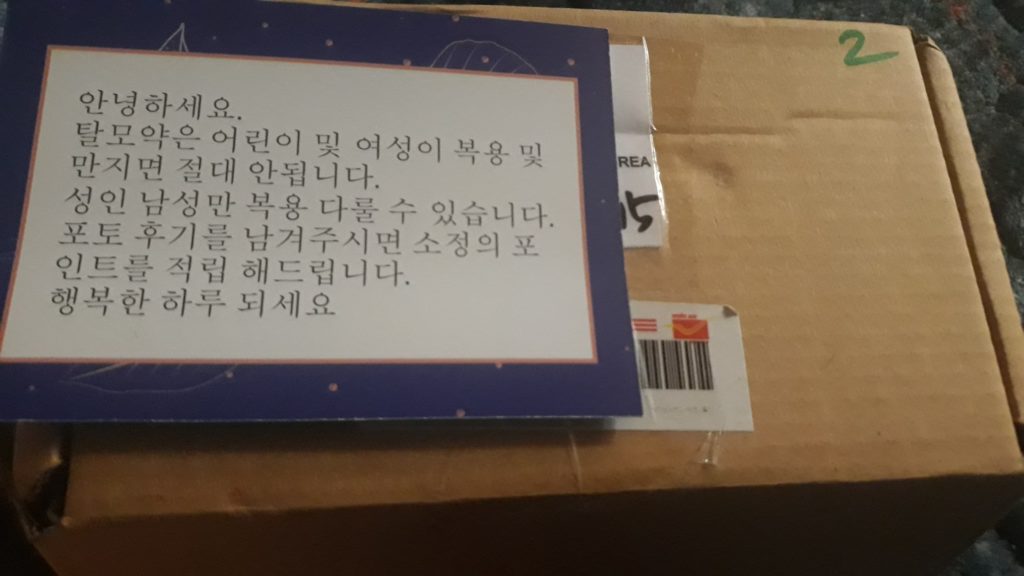 안녕하세요.
탈모약은 어린이 및 여성이 복용 및
만지면 절대 안됩니다.
성인 남성만 복용 다룰 수 있습니다.
포토 후기를 남겨주시면 소정의 포
인트를 적립 해드립니다.
행복한 하루 되세요
2
REA